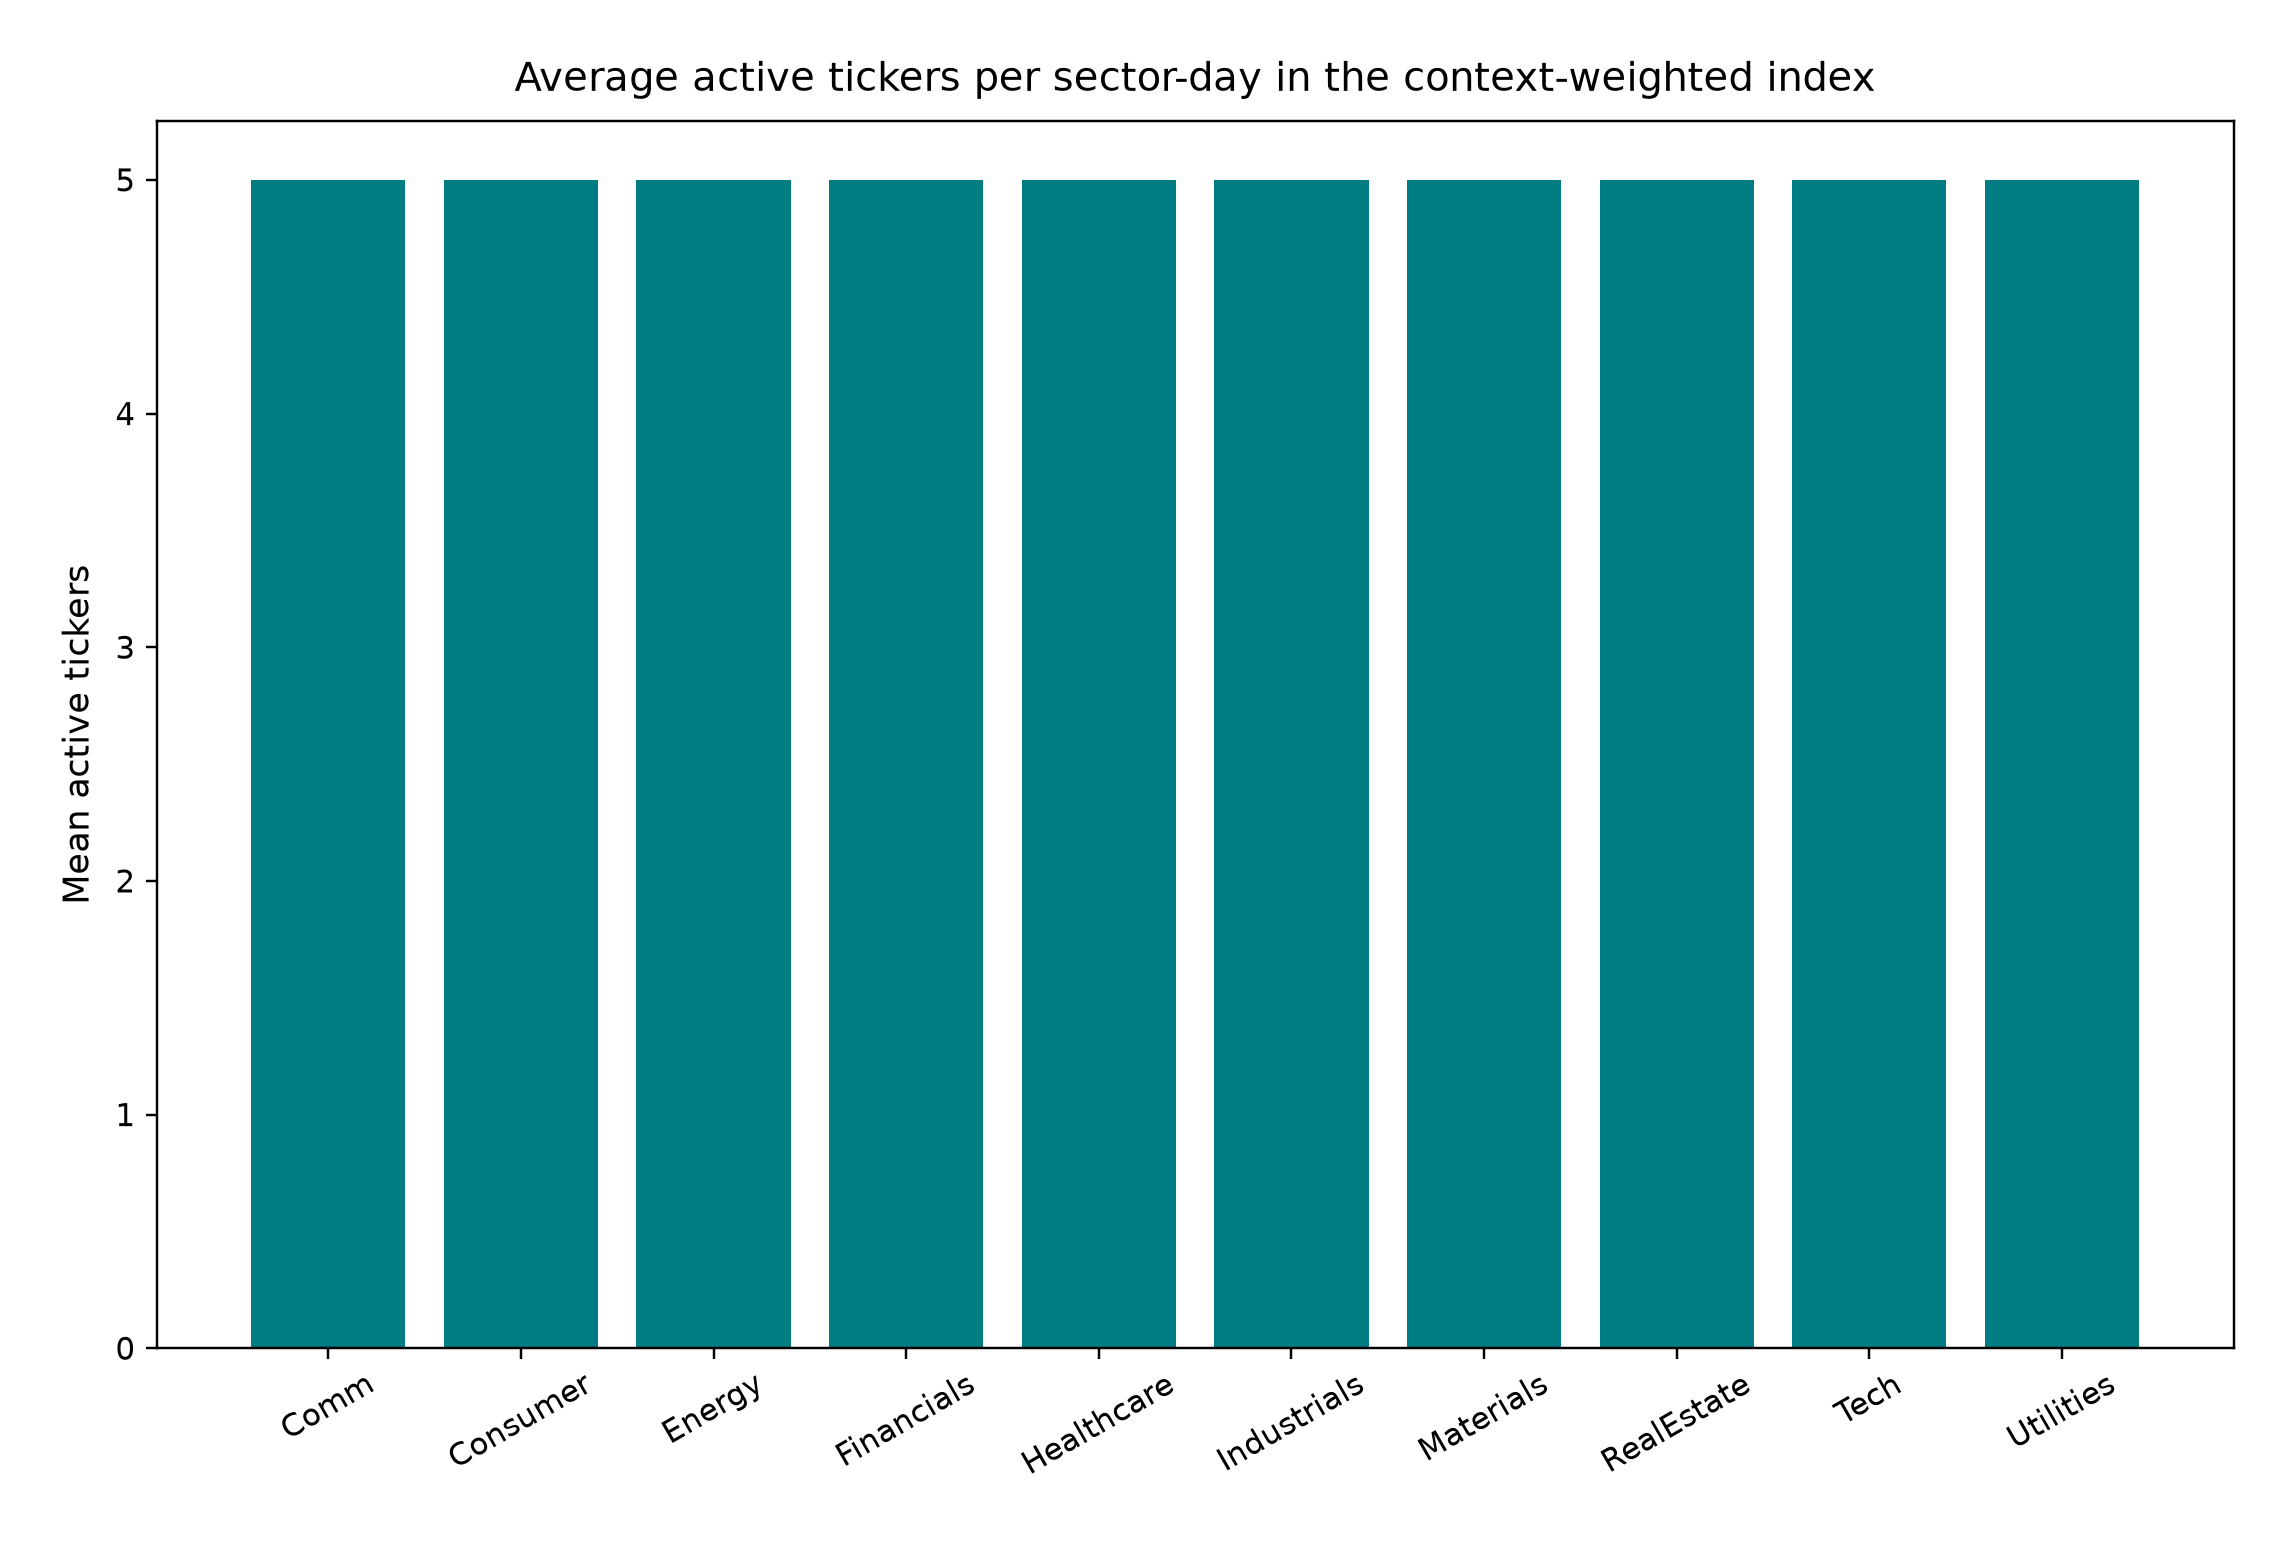 Average active tickers per sector-day in the context-weighted index
Mean active tickers
5
4
3
2
1
0
Comm
Consumer
Energy
Financials
Healthcare
Industrials
Materials
RealEstate
Tech
Utilities